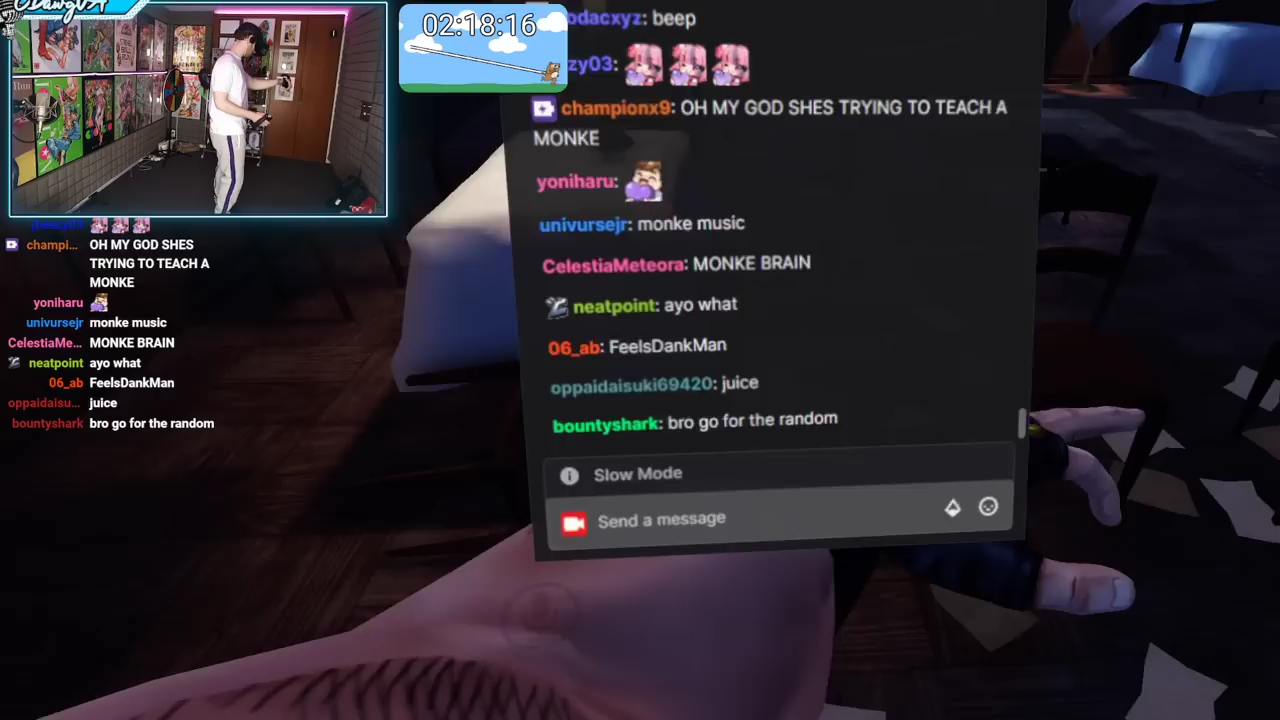 CDawgVA
02:18:16
odacxyz: beep
zy03:
championx9: OH MY GOD SHES TRYING TO TEACH A
MONKE
yoniharu:
univursejr: monke music
CelestiaMeteora: MONKE BRAIN
neatpoint: ayo what
06_ab: FeelsDankMan
oppaidaisuki69420: juice
bountyshark: bro go for the random
Slow Mode
Send a message
champi... OH MY GOD SHES
TRYING TO TEACH A
MONKE
yoniharu
univursejr monke music
CelestiaMe... MONKE BRAIN
neatpoint ayo what
06_ab FeelsDankMan
oppaidaisu... juice
bountyshark bro go for the random